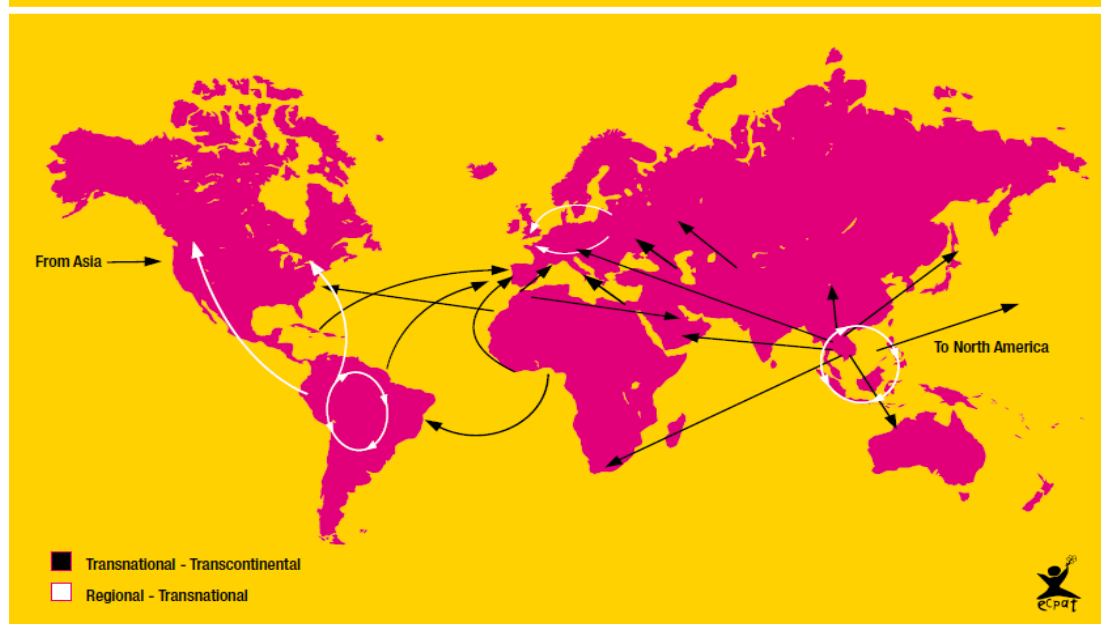 From Asia
To North America
Transnational - Transcontinental
Regional - Transnational
ecpat